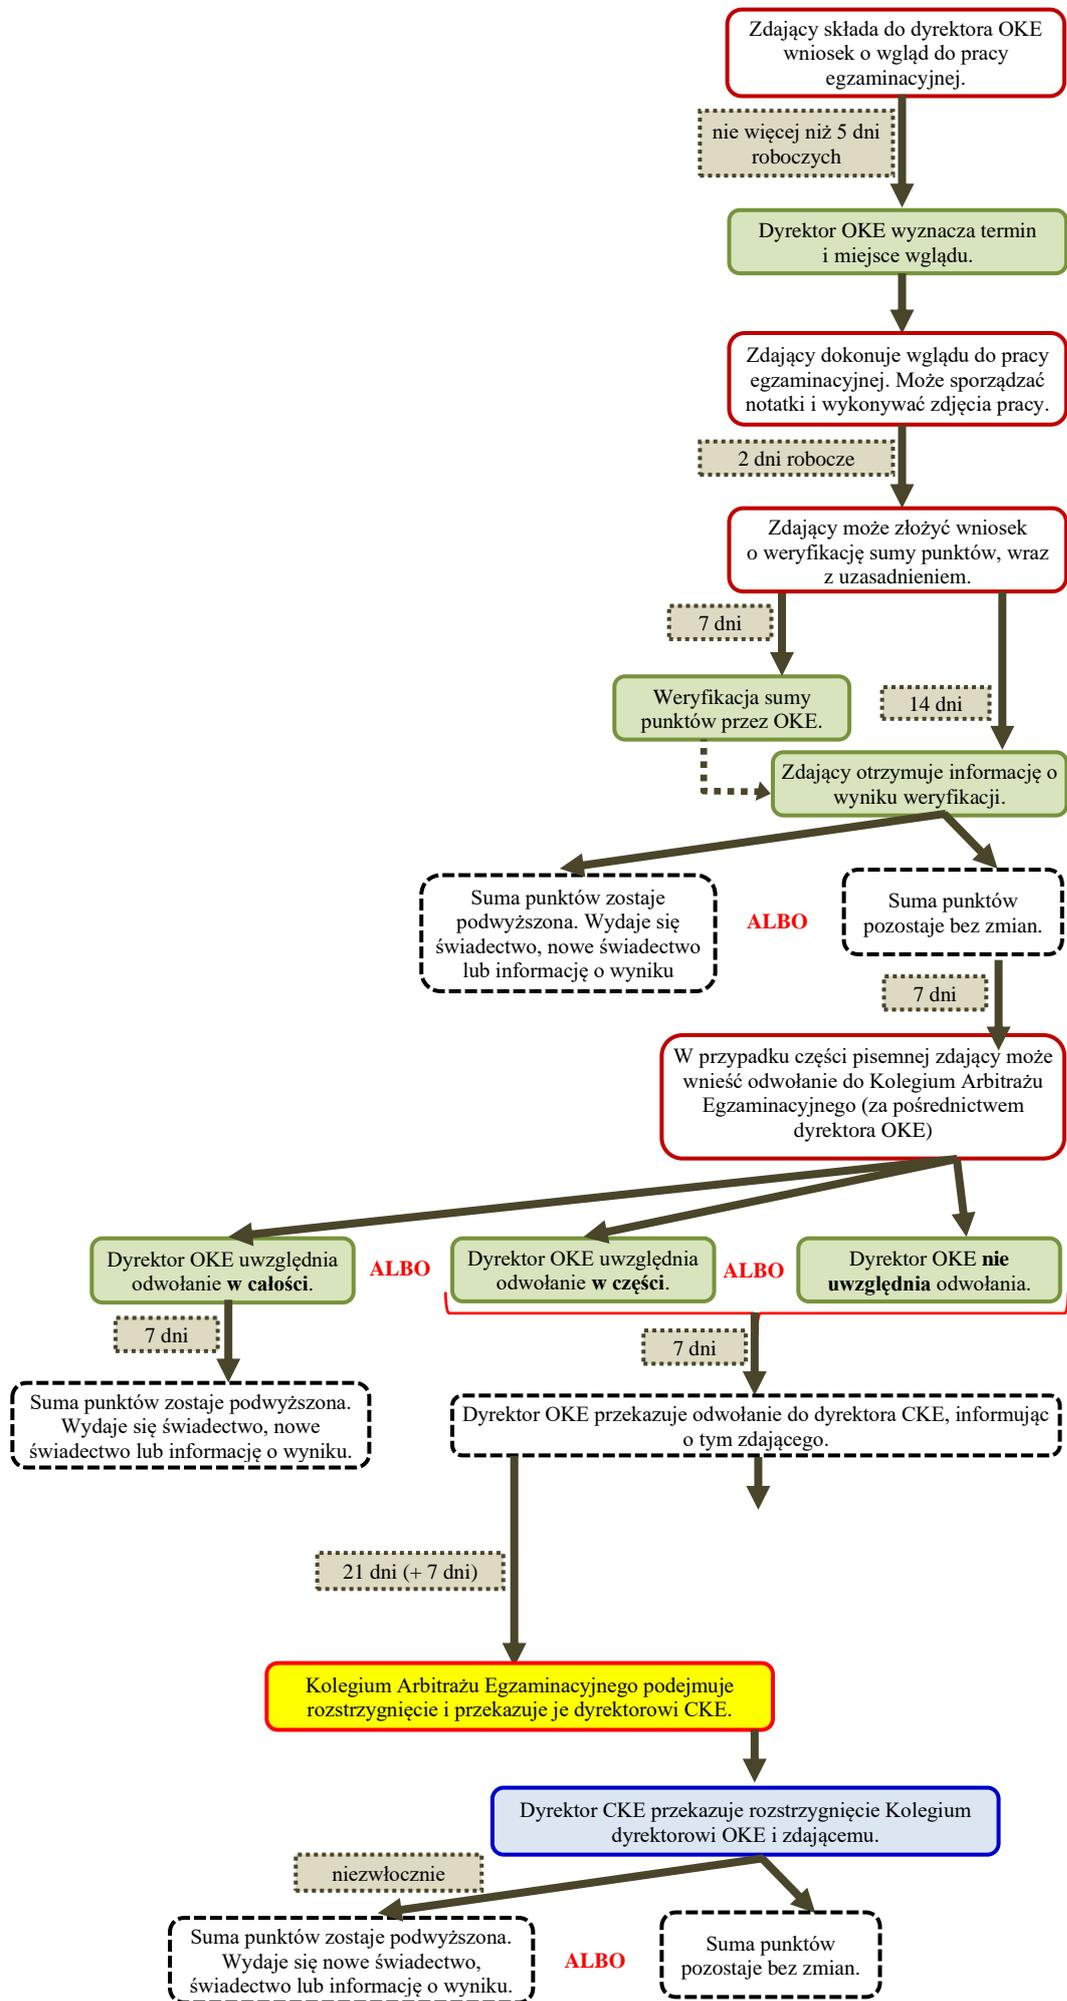 Zdający składa do dyrektora OKE
wniosek o wgląd do pracy
egzaminacyjnej.
nie więcej niż 5 dni
roboczych
Dyrektor OKE wyznacza termin
i miejsce wglądu.
Zdający dokonuje wglądu do pracy
egzaminacyjnej. Może sporządzać
notatki i wykonywać zdjęcia pracy.
2 dni robocze
Zdający może złożyć wniosek
o weryfikację sumy punktów, wraz
z uzasadnieniem.
7 dni
Weryfikacja sumy
punktów przez OKE.
14 dni
Zdający otrzymuje informację o
wyniku weryfikacji.
Suma punktów zostaje
podwyższona. Wydaje się
świadectwo, nowe świadectwo
lub informację o wyniku
ALBO
Suma punktów
pozostaje bez zmian.
7 dni
W przypadku części pisemnej zdający może
wnieść odwołanie do Kolegium Arbitrażu
Egzaminacyjnego (za pośrednictwem
dyrektora OKE)
Dyrektor OKE uwzględnia
odwołanie w całości.
ALBO
Dyrektor OKE uwzględnia
odwołanie w części.
ALBO
Dyrektor OKE nie
uwzględnia odwołania.
7 dni
7 dni
Suma punktów zostaje podwyższona.
Wydaje się świadectwo, nowe
świadectwo lub informację o wyniku.
Dyrektor OKE przekazuje odwołanie do dyrektora CKE, informując
o tym zdającego.
21 dni (+ 7 dni)
Kolegium Arbitrażu Egzaminacyjnego podejmuje
rozstrzygnięcie i przekazuje je dyrektorowi CKE.
Dyrektor CKE przekazuje rozstrzygnięcie Kolegium
dyrektorowi OKE i zdającemu.
niezwłocznie
Suma punktów zostaje podwyższona.
Wydaje się nowe świadectwo,
świadectwo lub informację o wyniku.
ALBO
Suma punktów
pozostaje bez zmian.